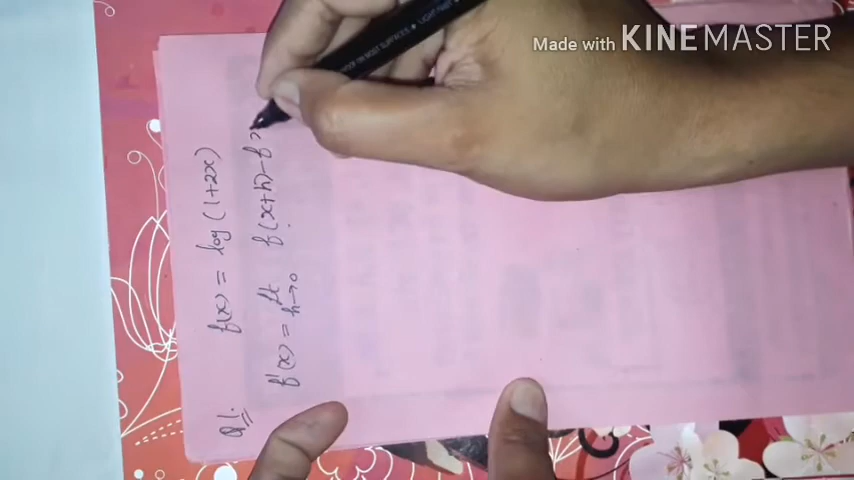 Made with KINEMASTER
Q1. f(x) = log (1+2x)
f'(x) = lt f(x+h)-f
h→0